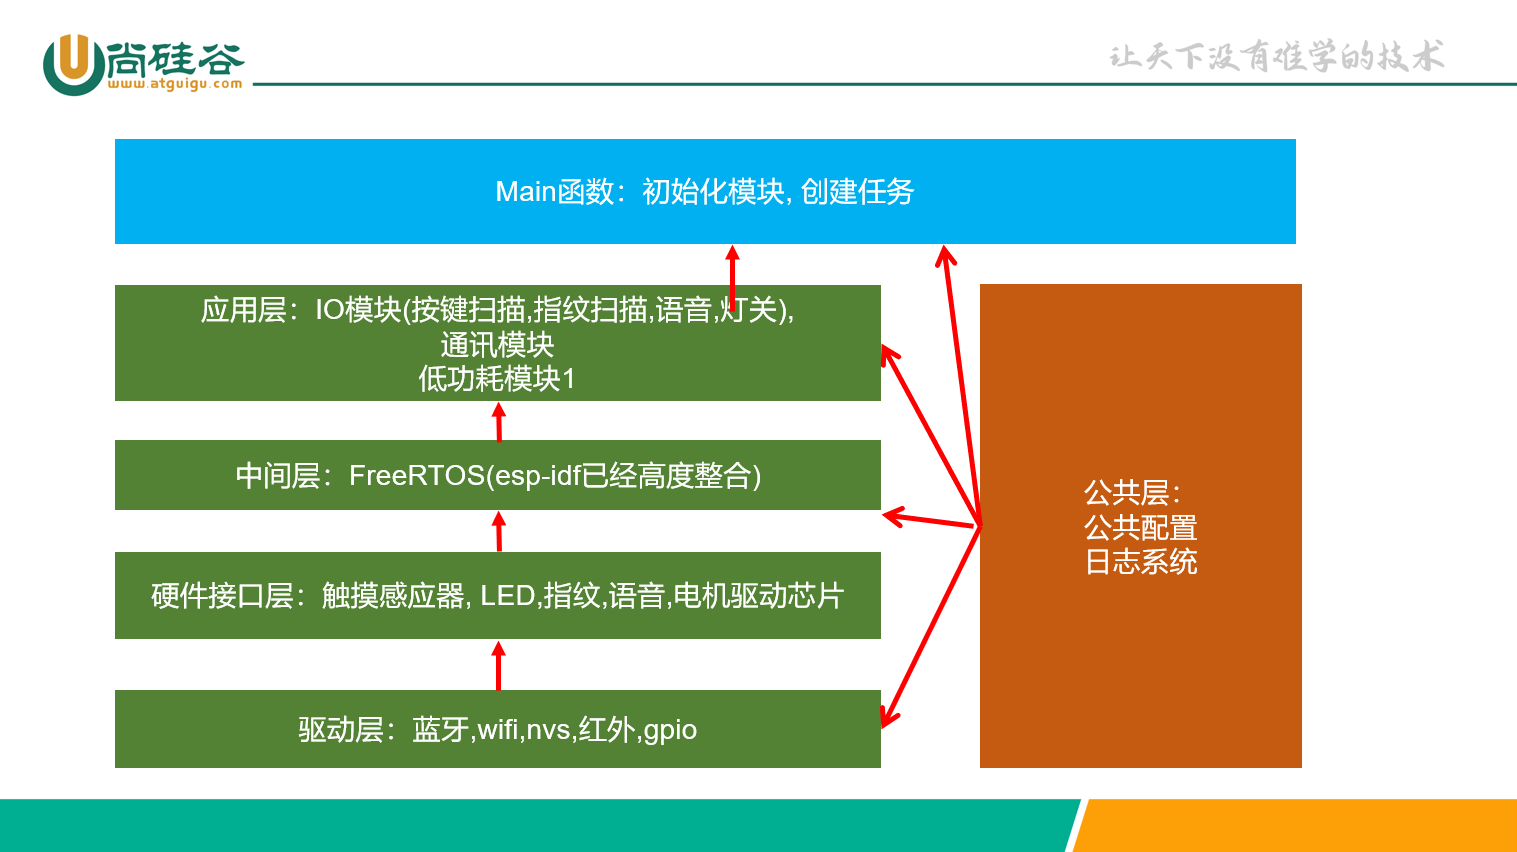 尚硅谷
www.atguigu.com
让天下没有难学的技术
Main函数：初始化模块, 创建任务
应用层：IO模块(按键扫描,指纹扫描,语音,灯关),
通讯模块
低功耗模块1
中间层：FreeRTOS(esp-idf已经高度整合)
硬件接口层：触摸感应器, LED,指纹,语音,电机驱动芯片
驱动层：蓝牙,wifi,nvs,红外,gpio
公共层：
公共配置
日志系统